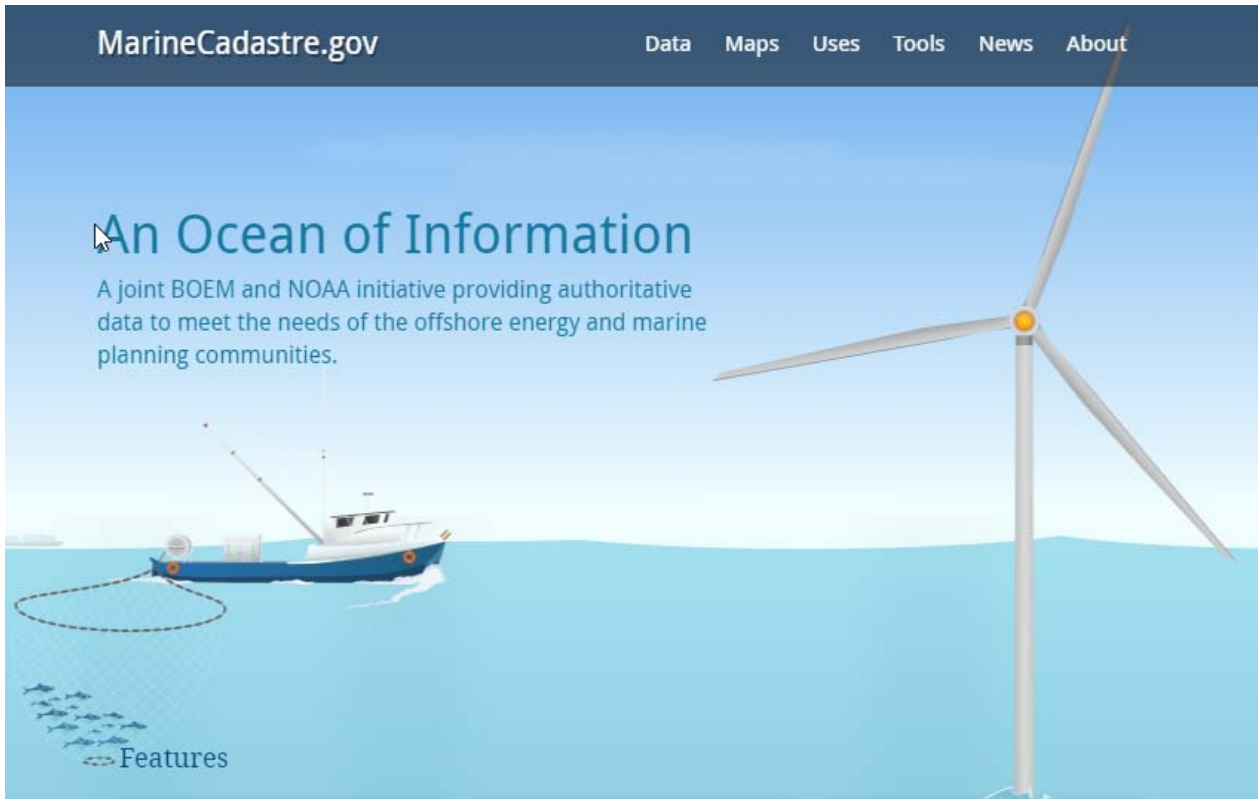 MarineCadastre.gov
Data Maps Uses Tools News About
An Ocean of Information
A joint BOEM and NOAA initiative providing authoritative
data to meet the needs of the offshore energy and marine
planning communities.
Features